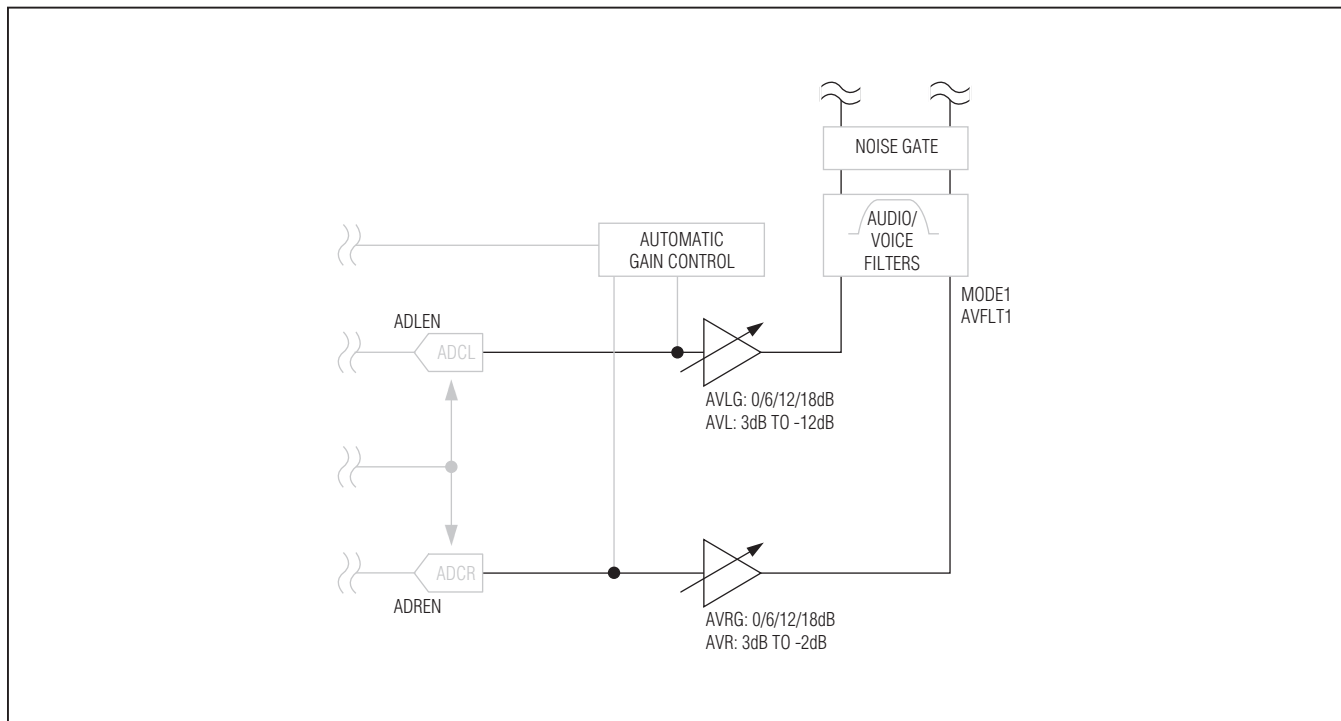 NOISE GATE
AUDIO/
VOICE
FILTERS
AUTOMATIC
GAIN CONTROL
MODE1
AVFLT1
ADLEN
ADCL
AVLG: 0/6/12/18dB
AVL: 3dB TO -12dB
ADCR
ADREN
AVRG: 0/6/12/18dB
AVR: 3dB TO -2dB